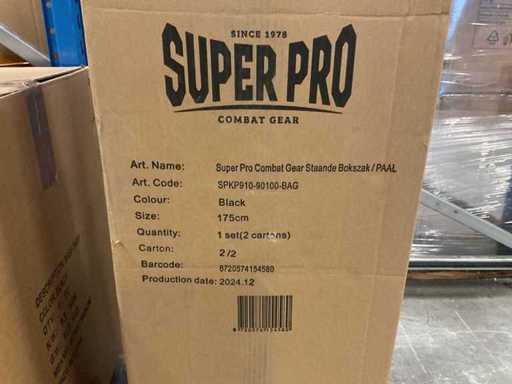 SINCE 1978
SUPER PRO
COMBAT GEAR
Art. Name: Super Pro Combat Gear Staande Bokszak / PAAL
Art. Code: SPKP910-90100-BAG
Colour: Black
Size: 175cm
Quantity: 1 set(2 cartons)
Carton: 2/2
Barcode: 8720574154580
Production date: 2024.12